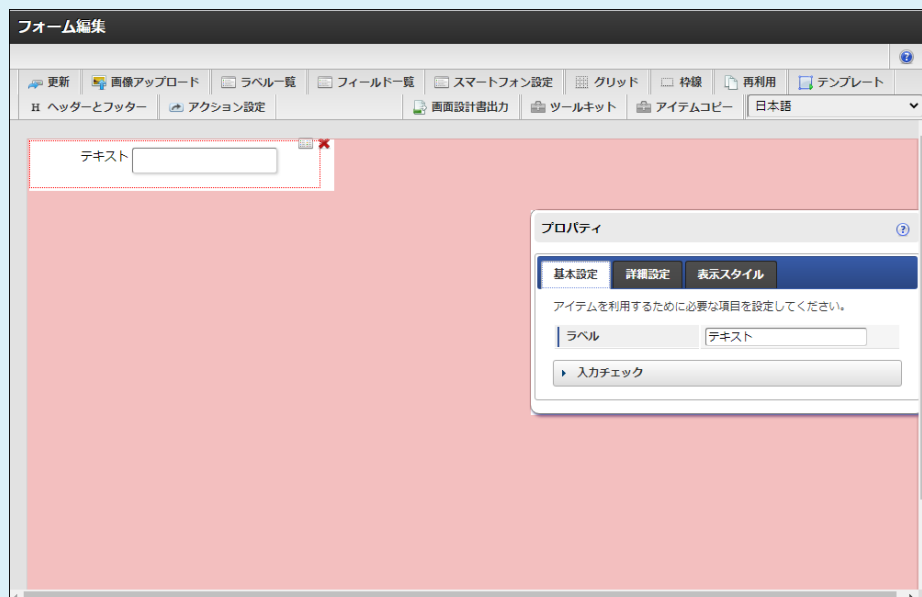 フォーム編集
更新 画像アップロード ラベル一覧 フィールド一覧 スマートフォン設定 グリッド 枠線 再利用 テンプレート
H ヘッダーとフッター アクション設定 画面設計書出力 ツールキット アイテムコピー 日本語
テキスト
プロパティ
基本設定 詳細設定 表示スタイル
アイテムを利用するために必要な項目を設定してください。
ラベル テキスト
入力チェック